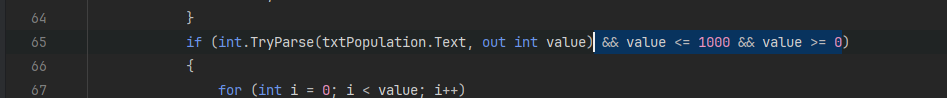 64 }
65 if (int.TryParse(txtPopulation.Text, out int value) && value <= 1000 && value >= 0)
66 {
67 for (int i = 0; i < value; i++)